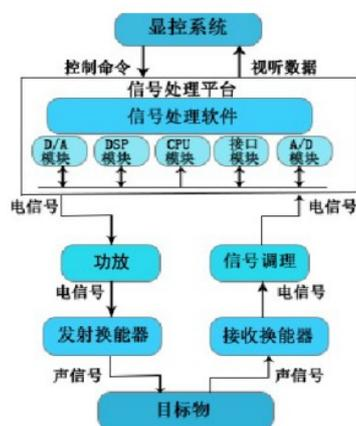 显控系统
控制命令
视听数据
信号处理平台
信号处理软件
D/A
模块
DSP
模块
CPU
模块
接口
模块
A/D
模块
电信号
电信号
功放
信号调理
电信号
电信号
发射换能器
接收换能器
声信号
声信号
目标物